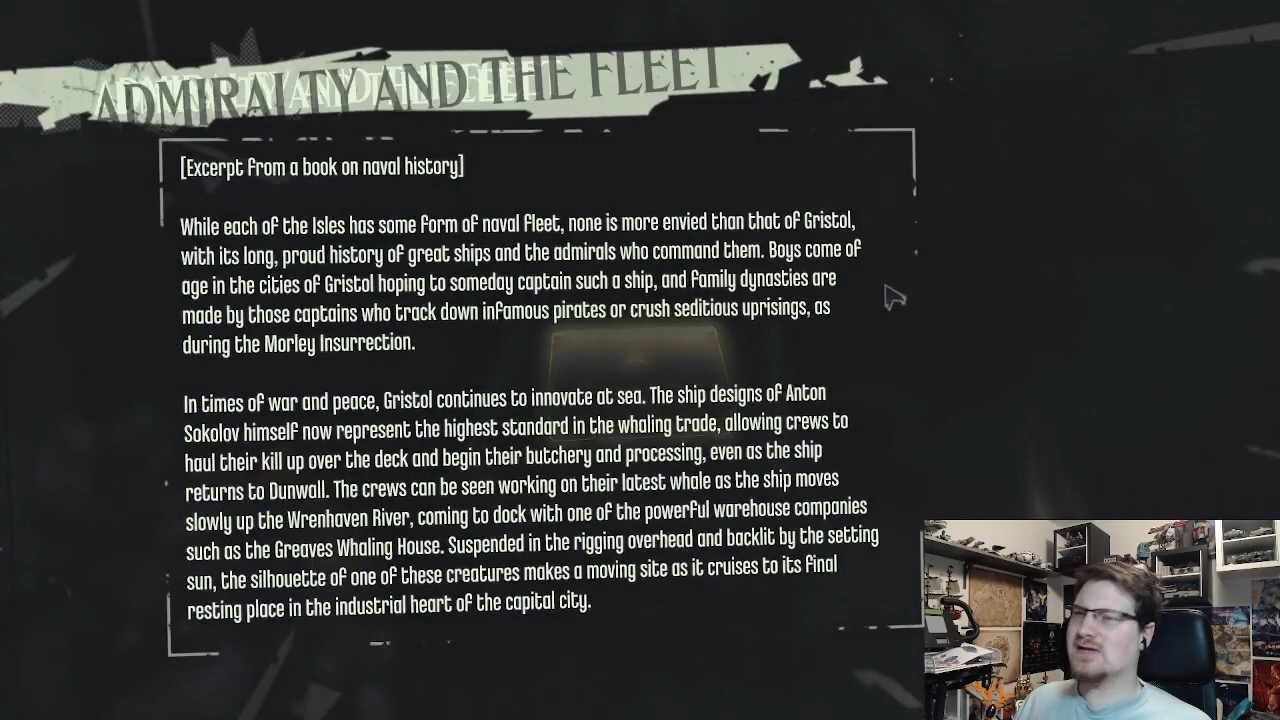 ADMIRALTY AND THE FLEET
[Excerpt from a book on naval history]
While each of the Isles has some form of naval fleet, none is more envied than that of Gristol,
with its long, proud history of great ships and the admirals who command them. Boys come of
age in the cities of Gristol hoping to someday captain such a ship, and family dynasties are
made by those captains who track down infamous pirates or crush seditious uprisings, as
during the Morley Insurrection.
In times of war and peace, Gristol continues to innovate at sea. The ship designs of Anton
Sokolov himself now represent the highest standard in the whaling trade, allowing crews to
haul their kill up over the deck and begin their butchery and processing, even as the ship
returns to Dunwall. The crews can be seen working on their latest whale as the ship moves
slowly up the Wrenhaven River, coming to dock with one of the powerful warehouse companies
such as the Greaves Whaling House. Suspended in the rigging overhead and backlit by the setting
sun, the silhouette of one of these creatures makes a moving site as it cruises to its final
resting place in the industrial heart of the capital city.